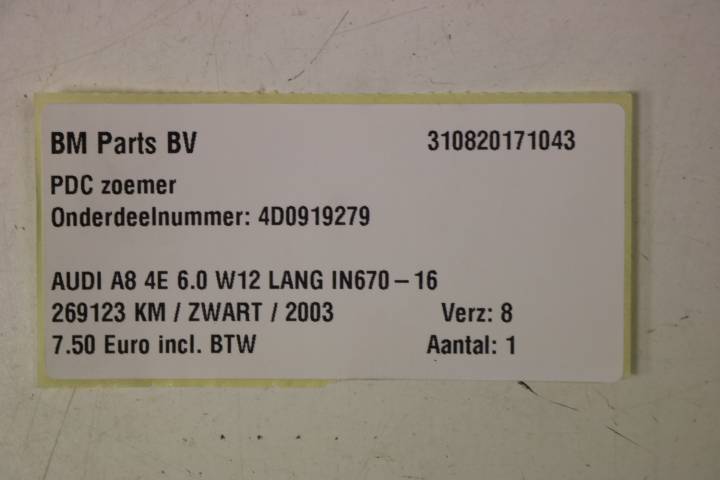 BM Parts BV 310820171043
PDC zoemer
Onderdeelnummer: 4D0919279
AUDI A8 4E 6.0 W12 LANG IN670-16
269123 KM / ZWART / 2003 Verz: 8
7.50 Euro incl. BTW Aantal: 1